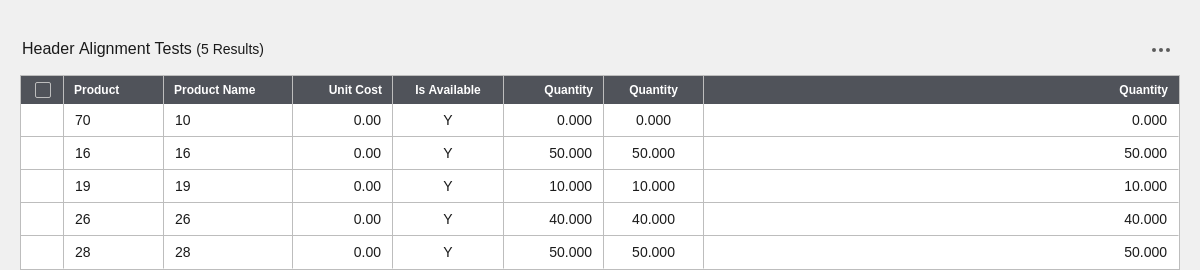 Header Alignment Tests (5 Results)
Product Product Name Unit Cost Is Available Quantity Quantity Quantity
70 10 0.00 Y 0.000 0.000 0.000
16 16 0.00 Y 50.000 50.000 50.000
19 19 0.00 Y 10.000 10.000 10.000
26 26 0.00 Y 40.000 40.000 40.000
28 28 0.00 Y 50.000 50.000 50.000